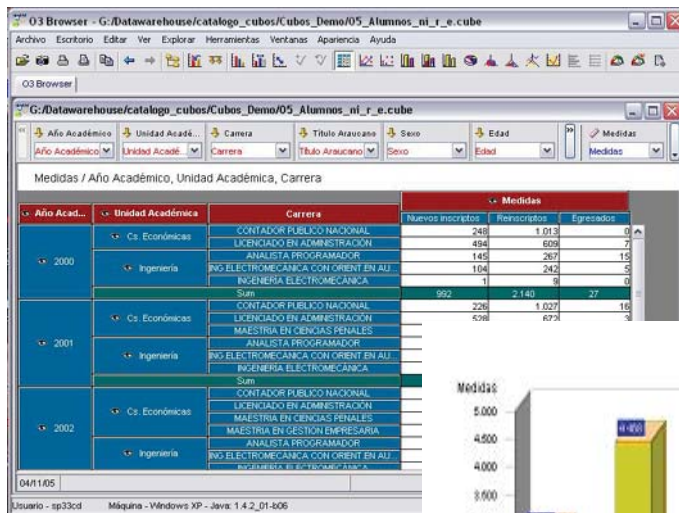 O3 Browser - G:/Datawarehouse/catalogo_cubos/Cubos_Demo/05_Alumnos_ni_r_e.cube
Archivo Escritorio Editar Ver Explorar Herramientas Ventanas Apariencia Ayuda
O3 Browser
G:/Datawarehouse/catalogo_cubos/Cubos_Demo/05_Alumnos_ni_r_e.cube
Año Académico Unidad Acadé... Carrera Título Araucano Sexo Edad Medidas
Año Académico Unidad Acadé... Carrera Título Araucano Sexo Edad Medidas
Medidas / Año Académico, Unidad Académica, Carrera
Medidas
Año Acad... Unidad Académica Carrera Nuevos inscriptos Reinscriptos Egresados
2000 Cs. Económicas CONTADOR PUBLICO NACIONAL 248 1.013 0
LICENCIADO EN ADMINISTRACIÓN 494 609 7
Ingeniería ANALISTA PROGRAMADOR 145 267 15
ING ELECTROMECANICA CON ORIENT.EN AU... 104 242 5
INGENIERÍA ELECTROMECÁNICA 1 9 0
Sum 992 2.140 27
2001 Cs. Económicas CONTADOR PUBLICO NACIONAL 226 1.027 16
LICENCIADO EN ADMINISTRACIÓN 528 672 3
MAESTRIA EN CIENCIAS PENALES
Ingeniería ANALISTA PROGRAMADOR
ING ELECTROMECANICA CON ORIENT.EN AU...
INGENIERÍA ELECTROMECÁNICA
Sum
2002 Cs. Económicas CONTADOR PUBLICO NACIONAL
LICENCIADO EN ADMINISTRACIÓN
MAESTRIA EN CIENCIAS PENALES
MAESTRIA EN GESTION EMPRESARIA
Ingeniería ANALISTA PROGRAMADOR
ING ELECTROMECANICA CON ORIENT.EN AU...
INGENIERÍA ELECTROMECÁNICA
04/11/05
Usuario - sp33cd Máquina - Windows XP - Java: 1.4.2_01-b06
Medidas
5.000
4.500
4.000
3.500